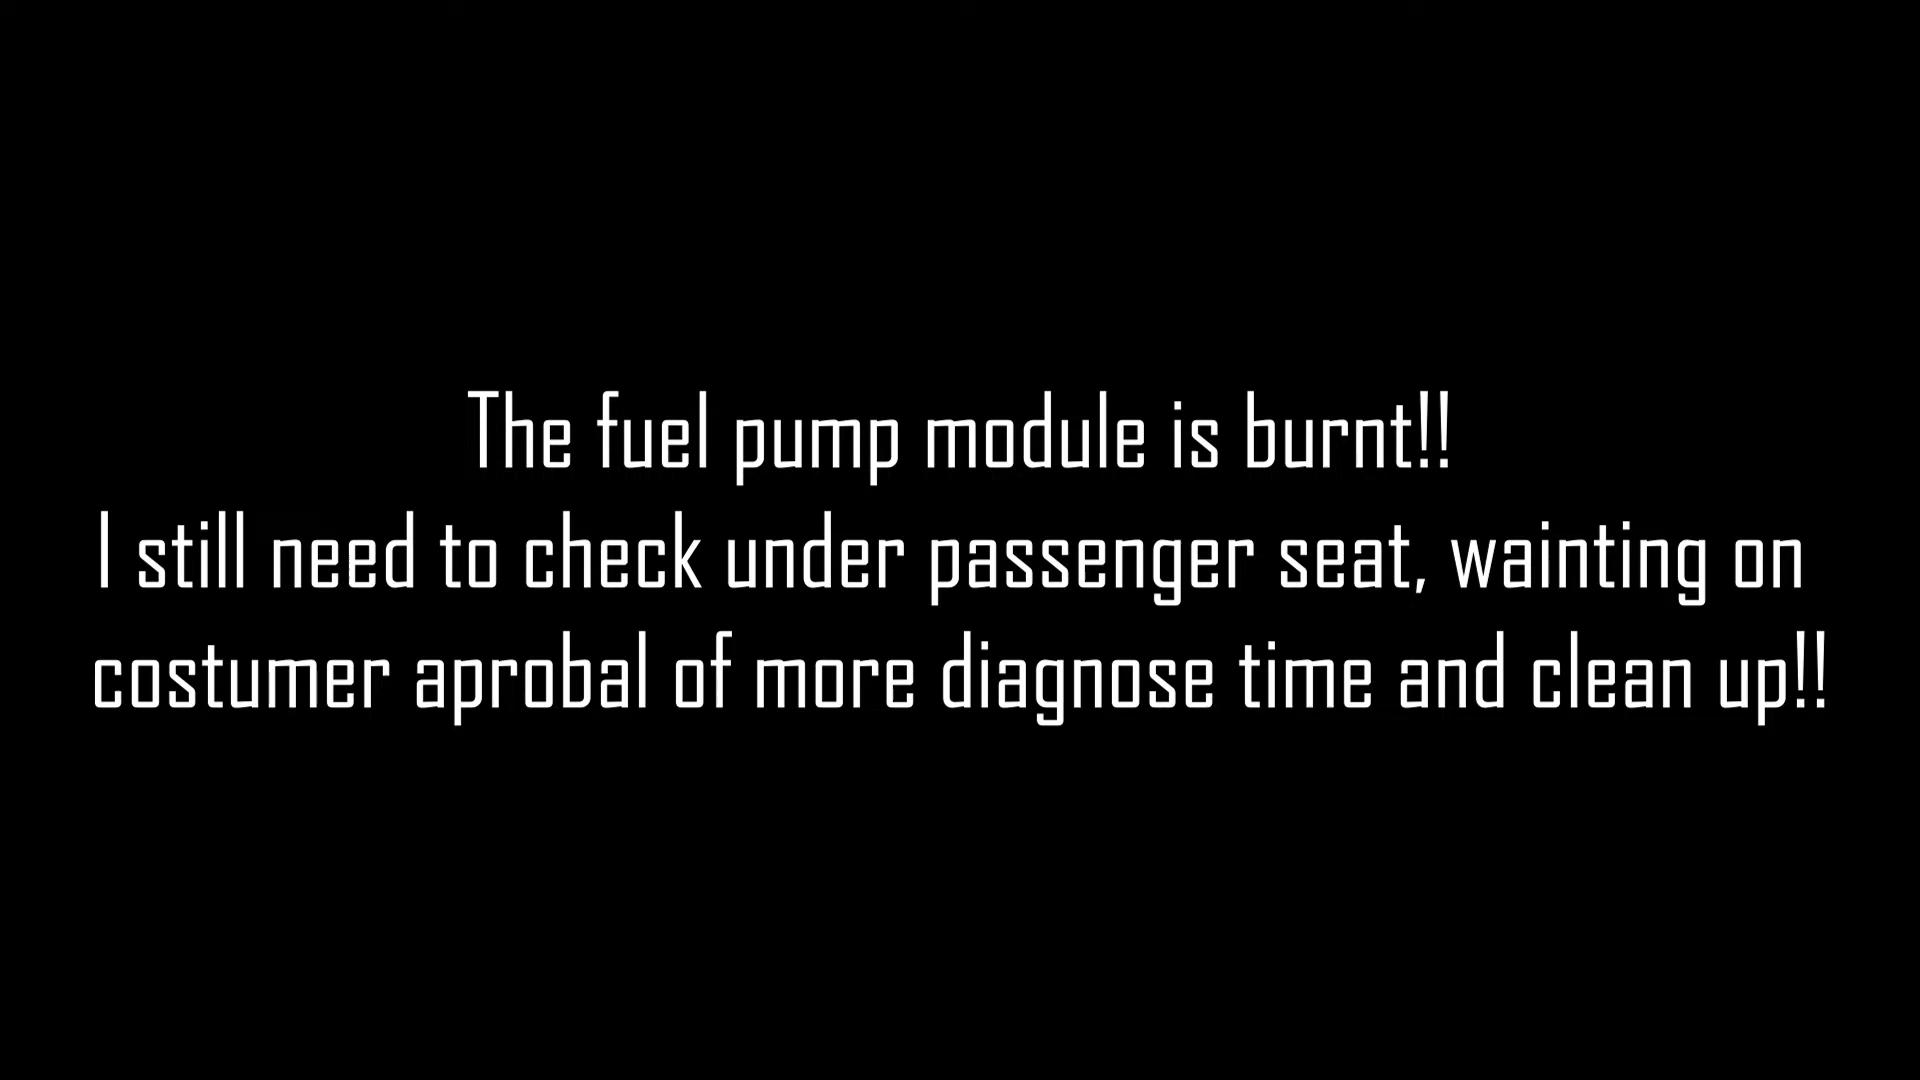 The fuel pump module is burnt!!
I still need to check under passenger seat, wainting on
costumer aprobal of more diagnose time and clean up!!